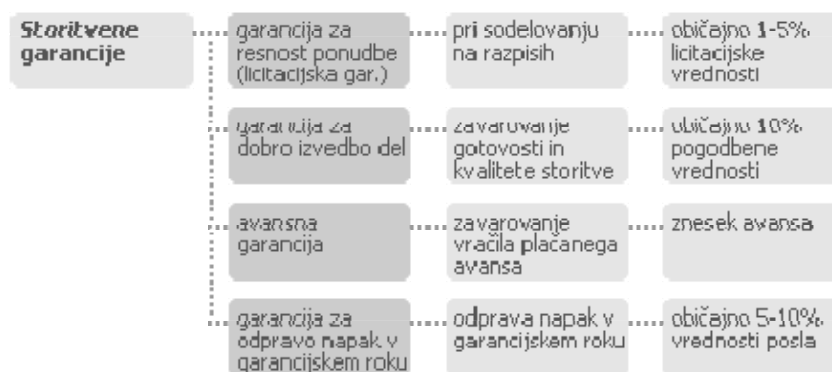 Storitvene
garancije
garancija za
resnost ponudbe
(licitacijska gar.)
pri sodelovanju
na razpisih
običajno 1-5%
licitacijske
vrednosti
garancija za
dobro izvedbo del
zavarovanje
gotovosti in
kvalitete storitve
običajno 10%
pogodbene
vrednosti
avansna
garancija
zavarovanje
vračila plačanega
avansa
znesek avansa
garancija za
odpravo napak v
garancijskem roku
odprava napak v
garancijskem roku
običajno 5-10%
vrednosti posla